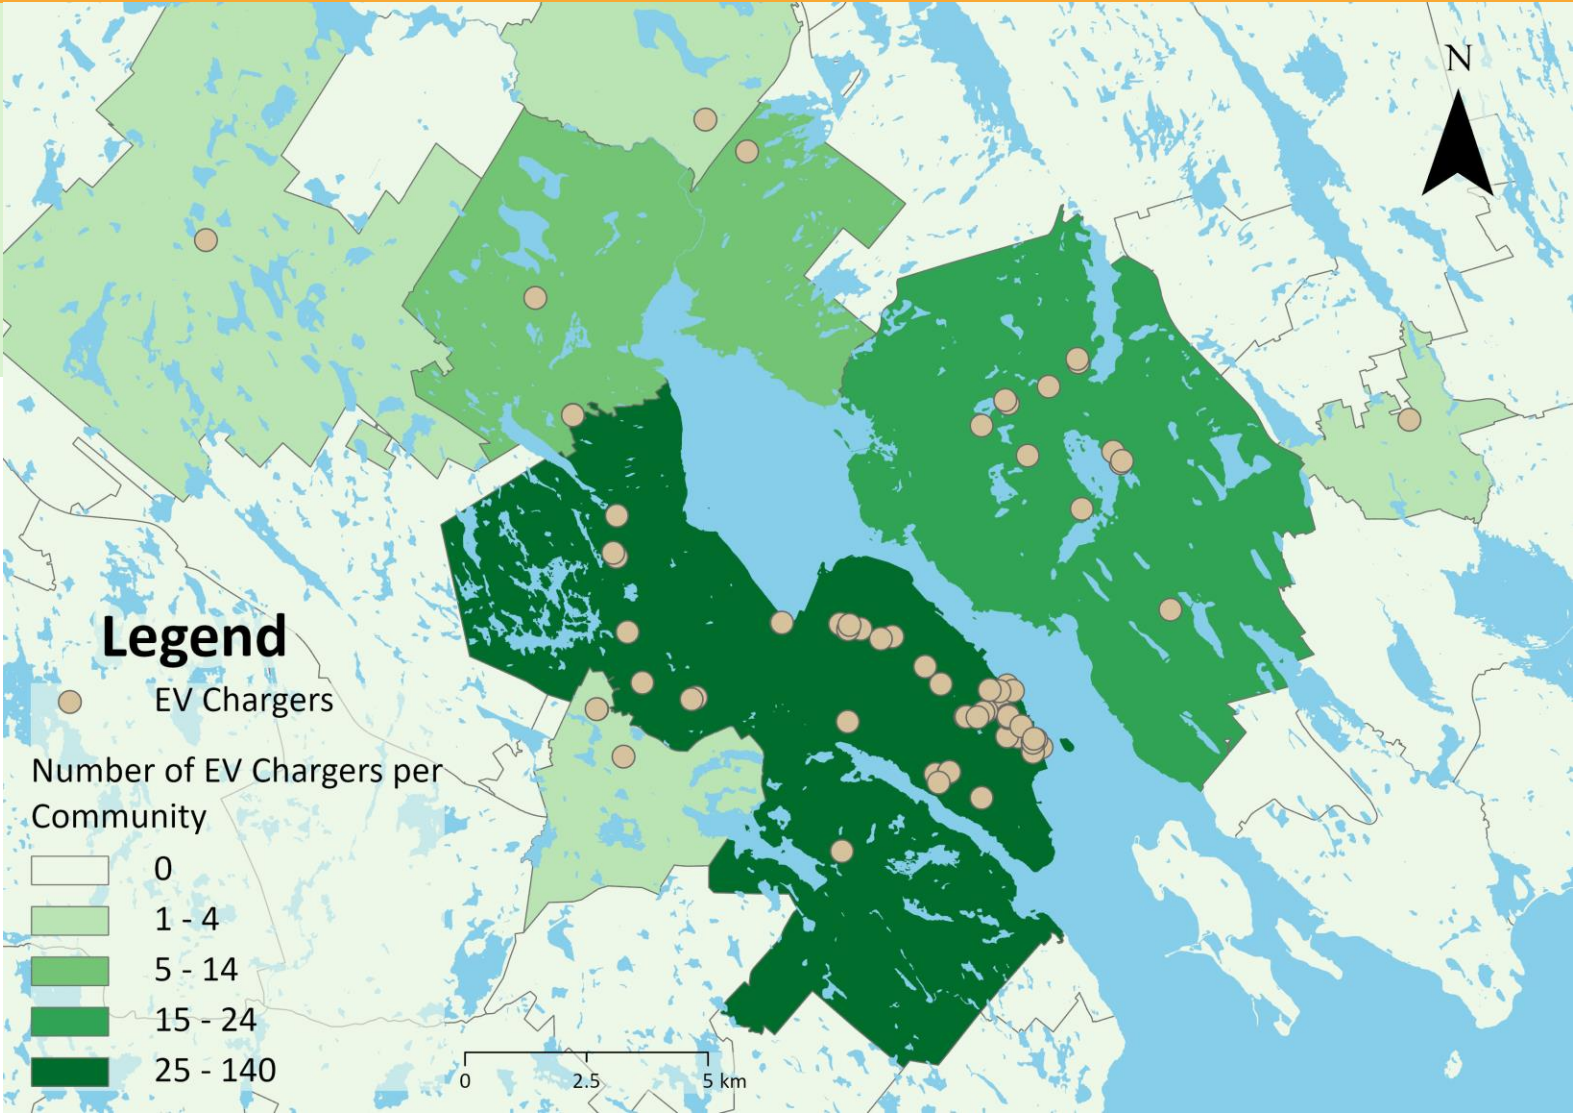 N
Legend
EV Chargers
Number of EV Chargers per
Community
0
1 - 4
5 - 14
15 - 24
25 - 140
0 2.5 5 km